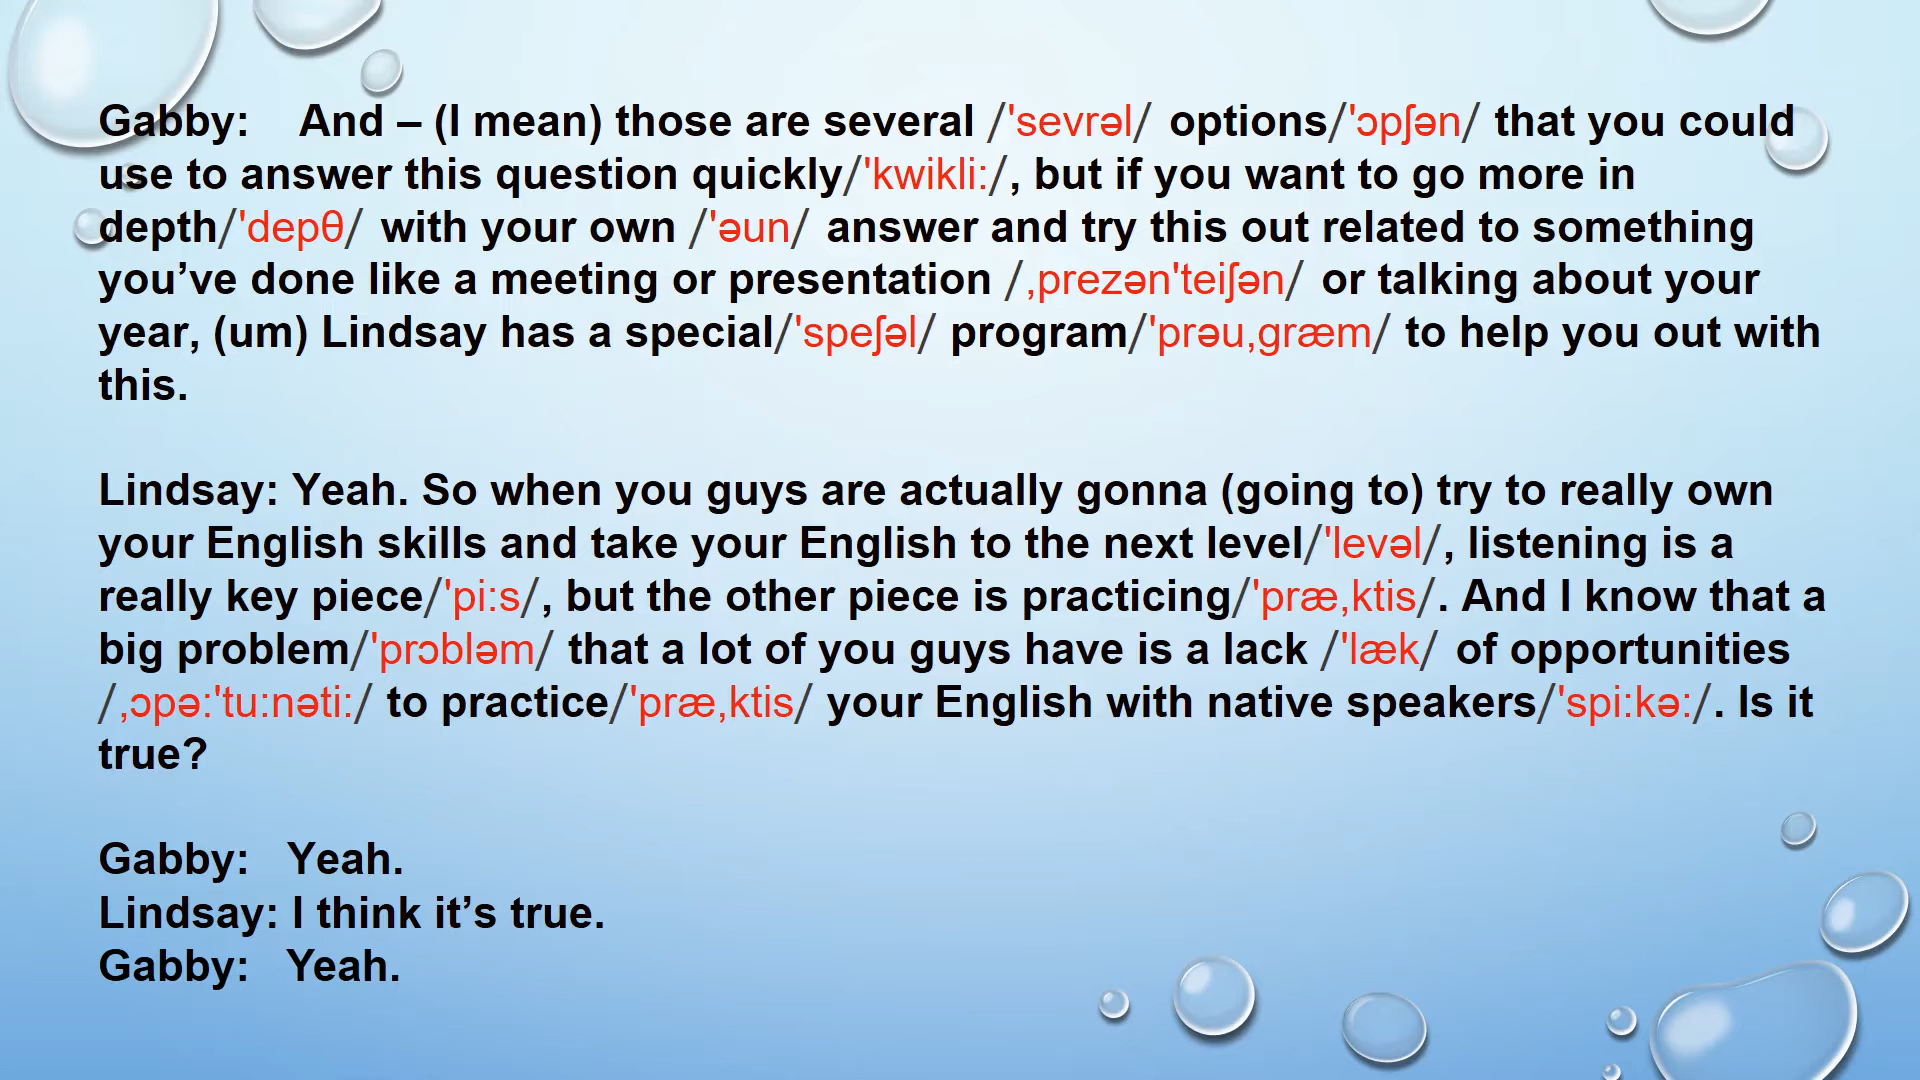 Gabby: And – (I mean) those are several /'sevrəl/ options/'ɔpʃən/ that you could
use to answer this question quickly/'kwikli:/, but if you want to go more in
depth/'depθ/ with your own /'əun/ answer and try this out related to something
you’ve done like a meeting or presentation /,prezən'teiʃən/ or talking about your
year, (um) Lindsay has a special/'speʃəl/ program/'prəu,græm/ to help you out with
this.
Lindsay: Yeah. So when you guys are actually gonna (going to) try to really own
your English skills and take your English to the next level/'levəl/, listening is a
really key piece/'pi:s/, but the other piece is practicing/'præ,ktis/. And I know that a
big problem/'prɔbləm/ that a lot of you guys have is a lack /'læk/ of opportunities
/,ɔpə:'tu:nəti:/ to practice/'præ,ktis/ your English with native speakers/'spi:kə:/. Is it
true?
Gabby: Yeah.
Lindsay: I think it’s true.
Gabby: Yeah.